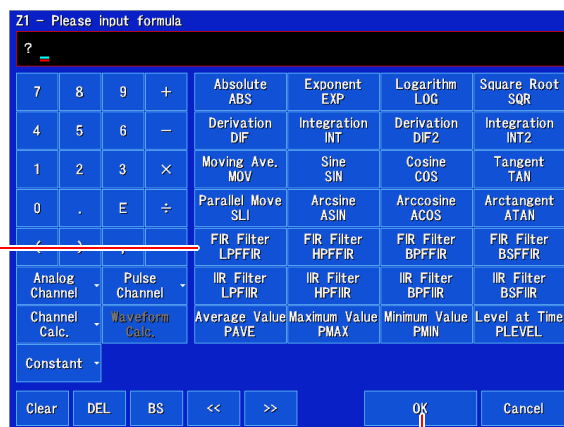 Z1 - Please input formula
?
7 8 9 +
Absolute Exponent Logarithm Square Root
ABS EXP LOG SQR
4 5 6 −
Derivation Integration Derivation Integration
DIF INT DIF2 INT2
1 2 3 ×
Moving Ave. Sine Cosine Tangent
MOV SIN COS TAN
0 . E ÷
Parallel Move Arcsine Arccosine Arctangent
SLI ASIN ACOS ATAN
( ) ,
FIR Filter FIR Filter FIR Filter FIR Filter
LPFFIR HPFFIR BPFFIR BSFFIR
Analog Pulse
Channel Channel
IIR Filter IIR Filter IIR Filter IIR Filter
LPFIIR HPFIIR BPFIIR BSFIIR
Channel Waveform
Calc. Calc.
Average Value Maximum Value Minimum Value Level at Time
PAVE PMAX PMIN PLEVEL
Constant
Clear DEL BS << >> OK Cancel